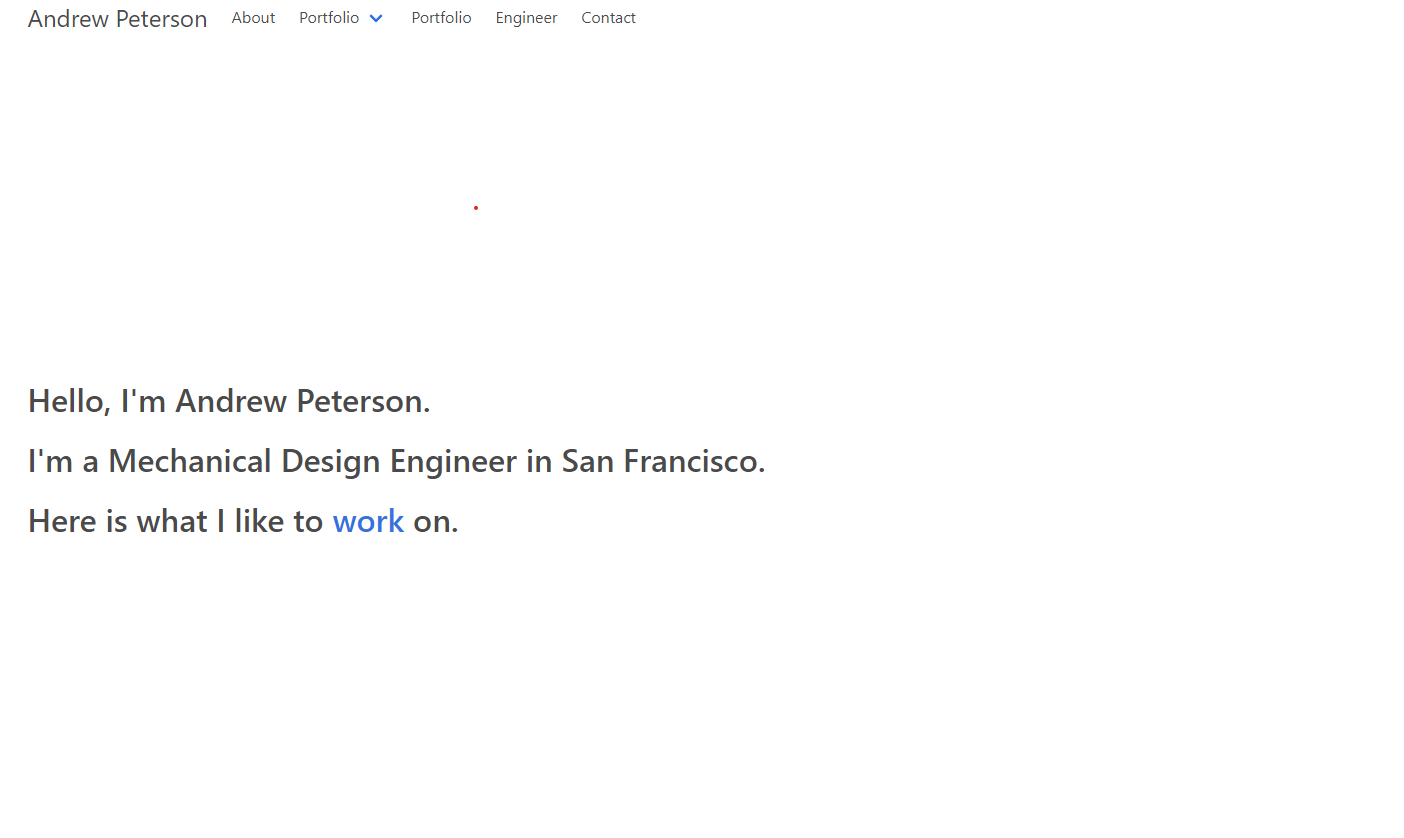 Andrew Peterson About Portfolio Portfolio Engineer Contact
Hello, I'm Andrew Peterson.
I'm a Mechanical Design Engineer in San Francisco.
Here is what I like to work on.